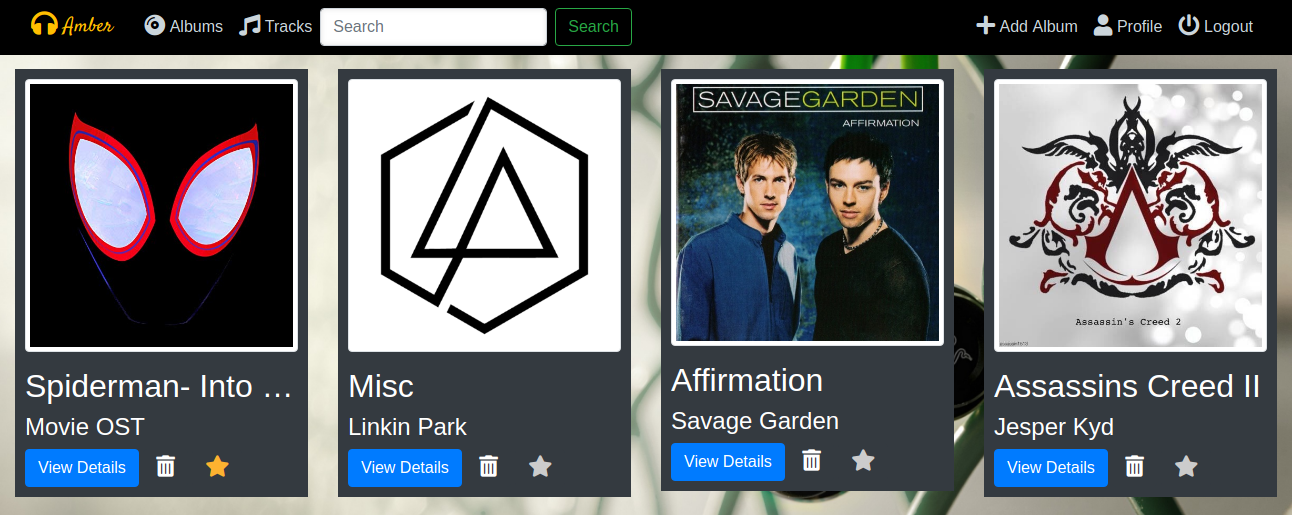 Amber Albums Tracks Search Search Add Album Profile Logout
SAVAGEGARDEN
AFFIRMATION
Assassin's Creed 2
Spiderman- Into …
Movie OST
View Details
Misc
Linkin Park
View Details
Affirmation
Savage Garden
View Details
Assassins Creed II
Jesper Kyd
View Details